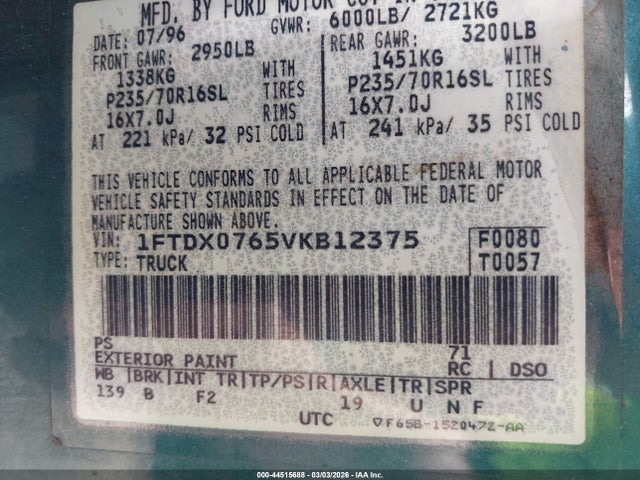 MFD. BY FORD MOTOR CO.
DATE: 07/96 GVWR: 6000LB/ 2721KG
FRONT GAWR: 2950LB REAR GAWR: 3200LB
1338KG WITH 1451KG WITH
P235/70R16SL TIRES P235/70R16SL TIRES
16X7.0J RIMS 16X7.0J RIMS
AT 221 kPa/ 32 PSI COLD AT 241 kPa/ 35 PSI COLD
THIS VEHICLE CONFORMS TO ALL APPLICABLE FEDERAL MOTOR
VEHICLE SAFETY STANDARDS IN EFFECT ON THE DATE OF
MANUFACTURE SHOWN ABOVE.
VIN: 1FTDX0765VKB12375 F0080
TYPE: TRUCK T0057
PS 71
EXTERIOR PAINT RC | DSO
WB |BRK|INT TR|TP/PS|R|AXLE|TR|SPR
139 B F2 19 U N F
UTC ▽F65B-1520472-AA
000-44515688 - 03/03/2026 - IAA Inc.